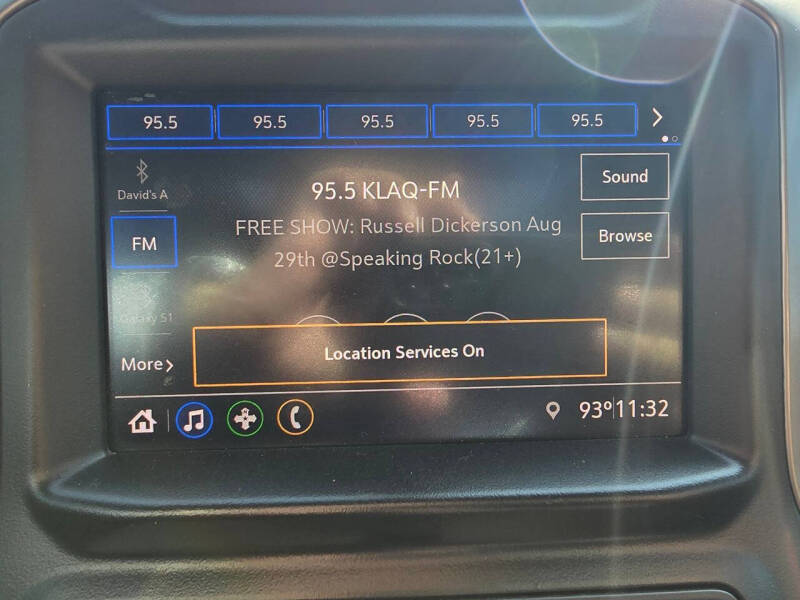 95.5 95.5 95.5 95.5 95.5
David's A
95.5 KLAQ-FM
Sound
FM
FREE SHOW: Russell Dickerson Aug
29th @Speaking Rock(21+)
Browse
Galaxy S1
More
Location Services On
93° 11:32